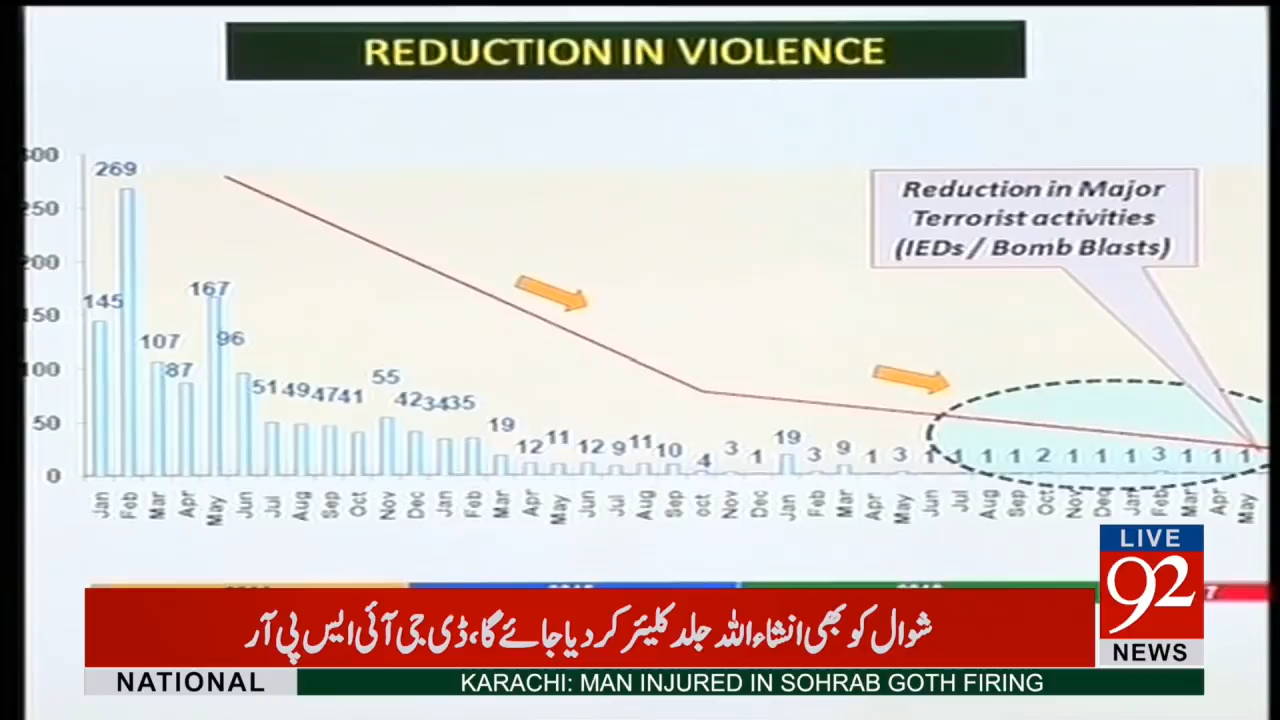 REDUCTION IN VIOLENCE
300
250
200
150
100
50
0
145 269 107 87 167 96 51 49 47 41 55 42 34 35 19 12 11 12 9 11 10 4 3 1 19 3 9 1 3 1 1 1 1 2 1 1 1 3 1 1 1
Reduction in Major
Terrorist activities
(IEDs / Bomb Blasts)
Jan Feb Mar Apr May Jun Jul Aug Sep Oct Nov Dec Jan Feb Mar Apr May Jun Jul Aug Sep oct Nov Dec Jan Feb Mar Apr May Jun Jul Aug Sep Oct Nov Dec Jan Feb Mar Apr May
LIVE
92
NEWS
شوال کو بھی انشاءاللہ جلد کلیئر کر دیا جائے گا، ڈی جی آئی ایس پی آر
NATIONAL KARACHI: MAN INJURED IN SOHRAB GOTH FIRING